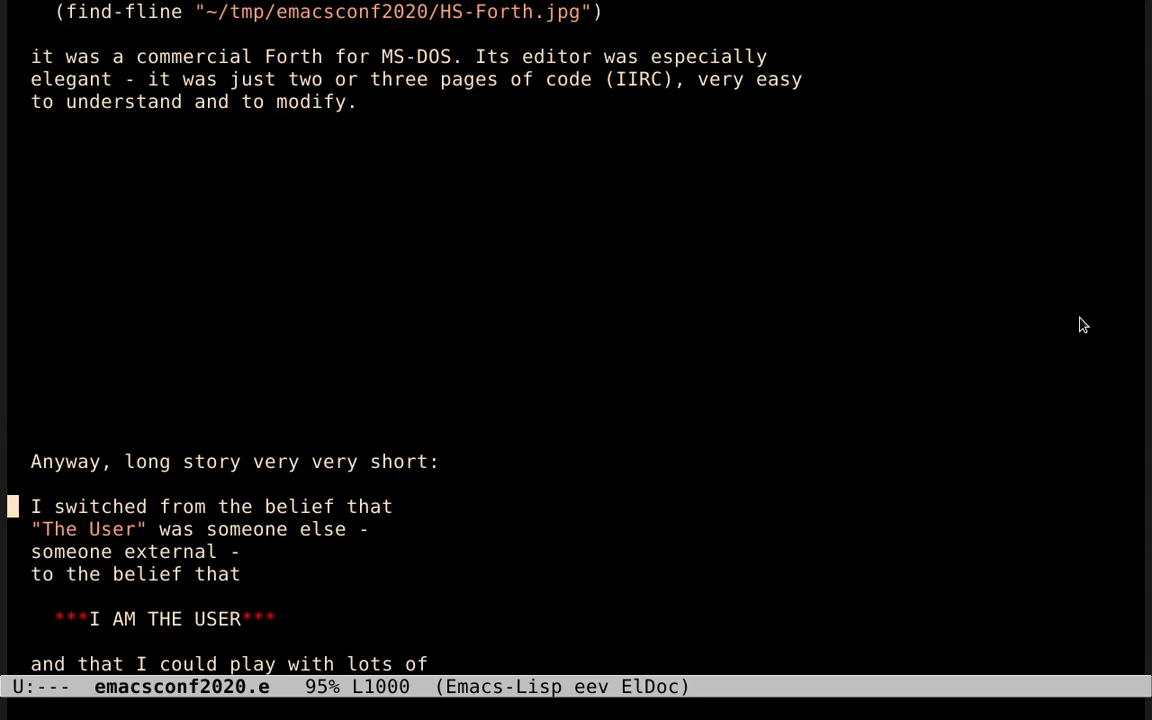 (find-fline "~/tmp/emacsconf2020/HS-Forth.jpg")
it was a commercial Forth for MS-DOS. Its editor was especially
elegant - it was just two or three pages of code (IIRC), very easy
to understand and to modify.
Anyway, long story very very short:
I switched from the belief that
"The User" was someone else -
someone external -
to the belief that
***I AM THE USER***
and that I could play with lots of
U:---  emacsconf2020.e   95% L1000  (Emacs-Lisp eev ElDoc)